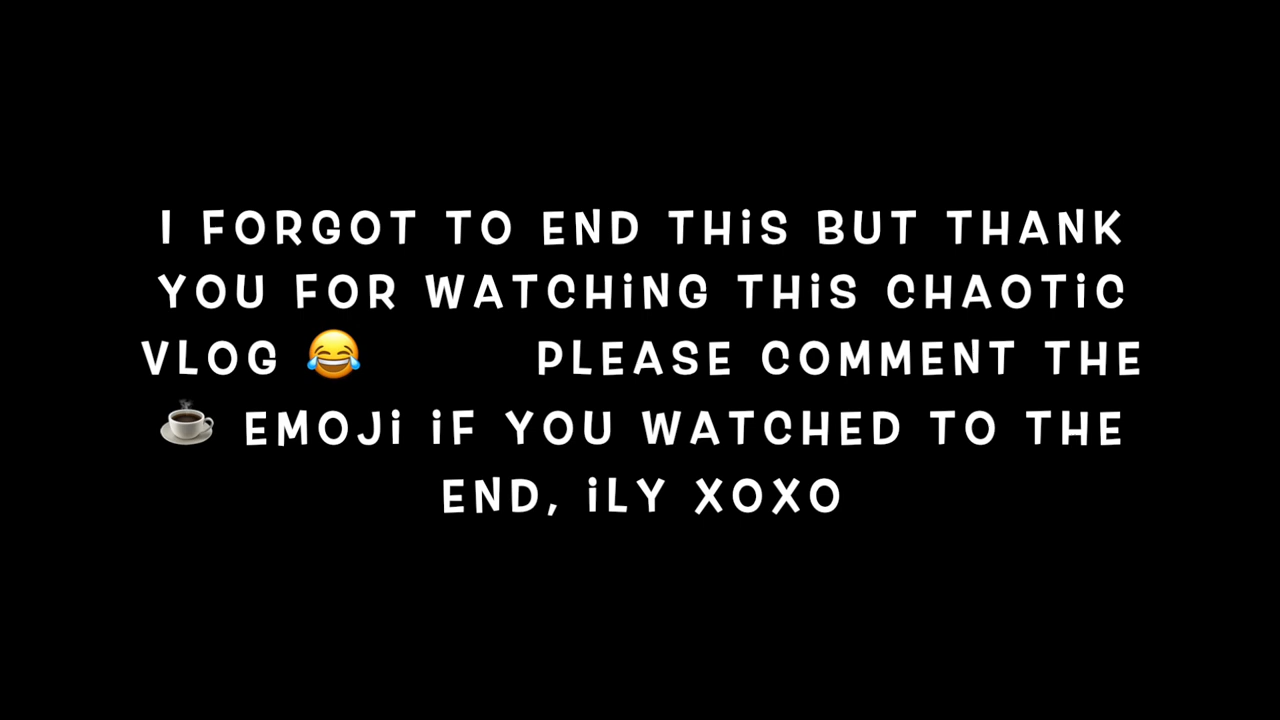 I FORGOT TO END THiS BUT THANK
YOU FOR WATCHiNG THiS CHAOTiC
VLOG 😂 PLEASE COMMENT THE
☕ EMOJi iF YOU WATCHED TO THE
END, iLY XOXO